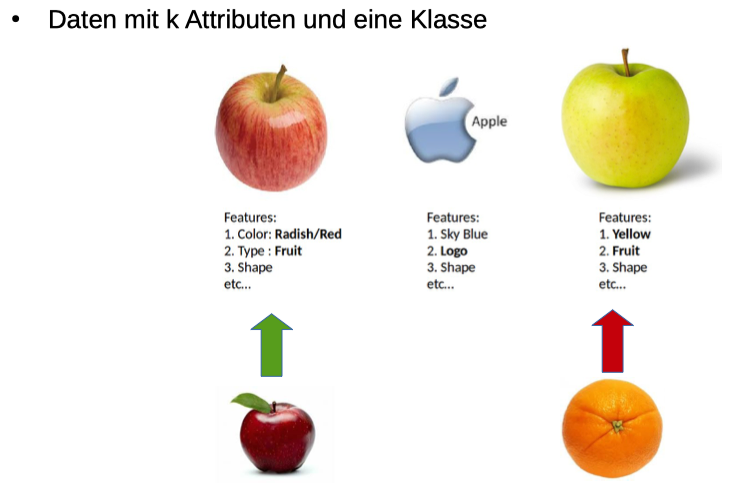 • Daten mit k Attributen und eine Klasse
Apple
Features:
1. Color: Radish/Red
2. Type : Fruit
3. Shape
etc...
Features:
1. Sky Blue
2. Logo
3. Shape
etc...
Features:
1. Yellow
2. Fruit
3. Shape
etc...